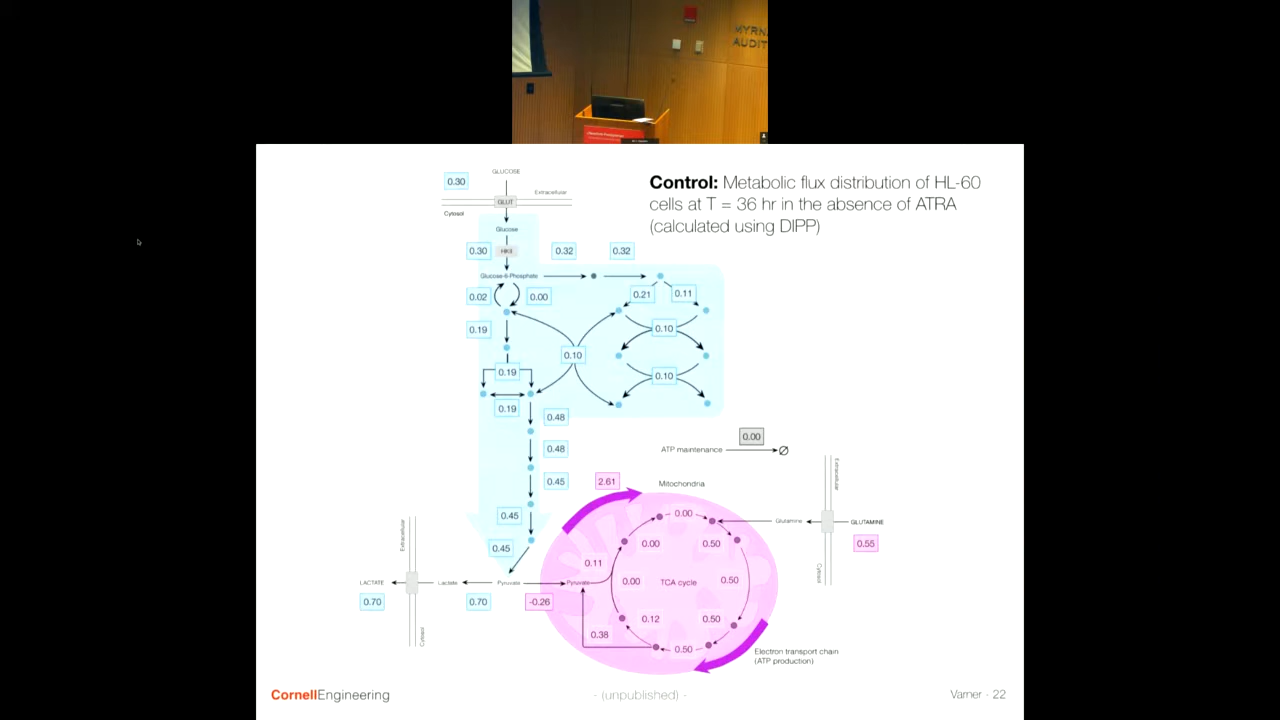 MYRN
AUDIT
Control: Metabolic flux distribution of HL-60
cells at T = 36 hr in the absence of ATRA
(calculated using DIPP)
GLUCOSE
0.30
Extracellular
GLUT
Cytosol
Glucose
0.30
0.32
0.32
Glucose-6-Phosphate
0.02
0.00
0.21
0.11
0.19
0.10
0.10
0.19
0.10
0.19
0.48
0.00
ATP maintenance
0.48
2.61
Mitochondria
0.45
Extracellular
0.45
0.00
Glutamine
GLUTAMINE
Extracellular
0.45
0.00
0.50
0.55
0.11
Cytosol
LACTATE
Lactate
Pyruvate
Pyruvate
0.00
TCA cycle
0.50
0.70
0.70
-0.26
0.12
0.50
Cytosol
0.38
0.50
Electron transport chain
(ATP production)
CornellEngineering
- (unpublished) -
Varner - 22